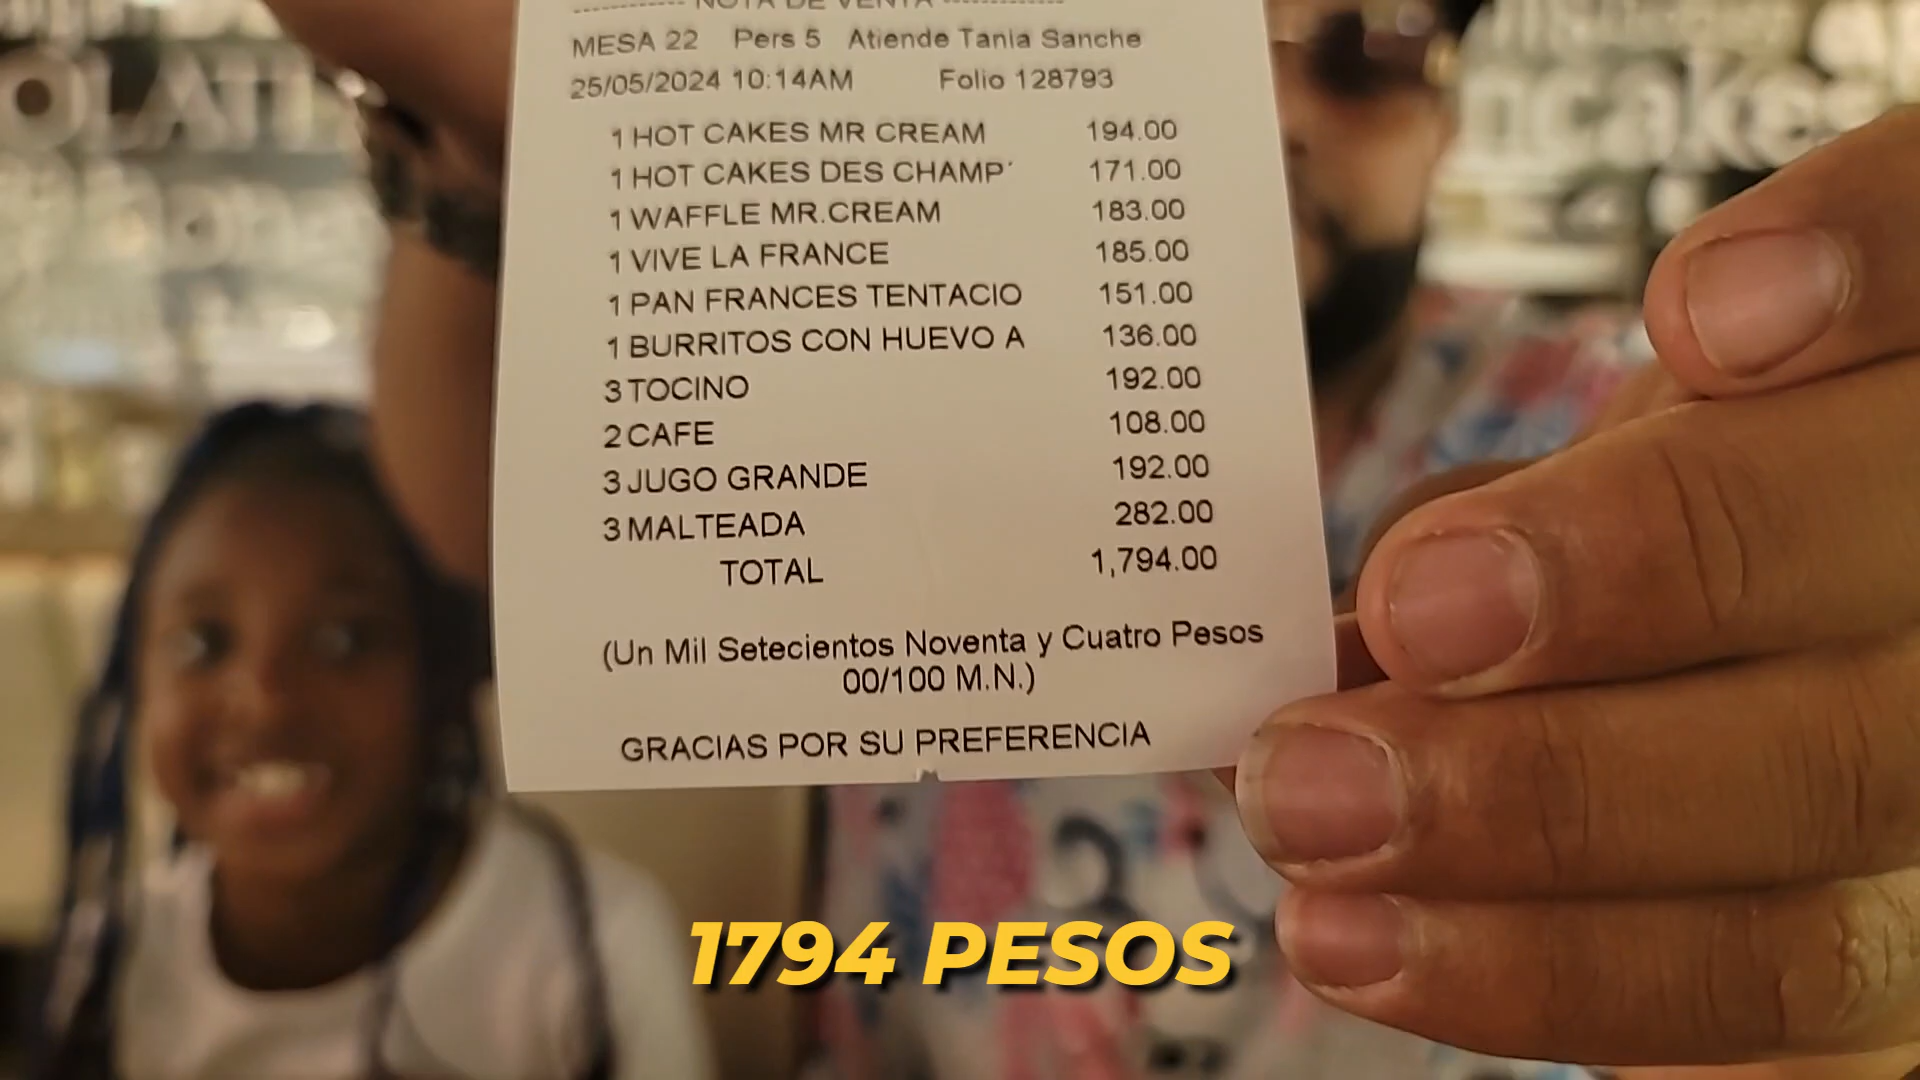 NOTA DE VENTA
MESA 22 Pers 5 Atiende Tania Sanche
25/05/2024 10:14AM Folio 128793
1 HOT CAKES MR CREAM 194.00
1 HOT CAKES DES CHAMP' 171.00
1 WAFFLE MR.CREAM 183.00
1 VIVE LA FRANCE 185.00
1 PAN FRANCES TENTACIO 151.00
1 BURRITOS CON HUEVO A 136.00
3 TOCINO 192.00
2 CAFE 108.00
3 JUGO GRANDE 192.00
3 MALTEADA 282.00
TOTAL 1,794.00
(Un Mil Setecientos Noventa y Cuatro Pesos
00/100 M.N.)
GRACIAS POR SU PREFERENCIA
1794 PESOS